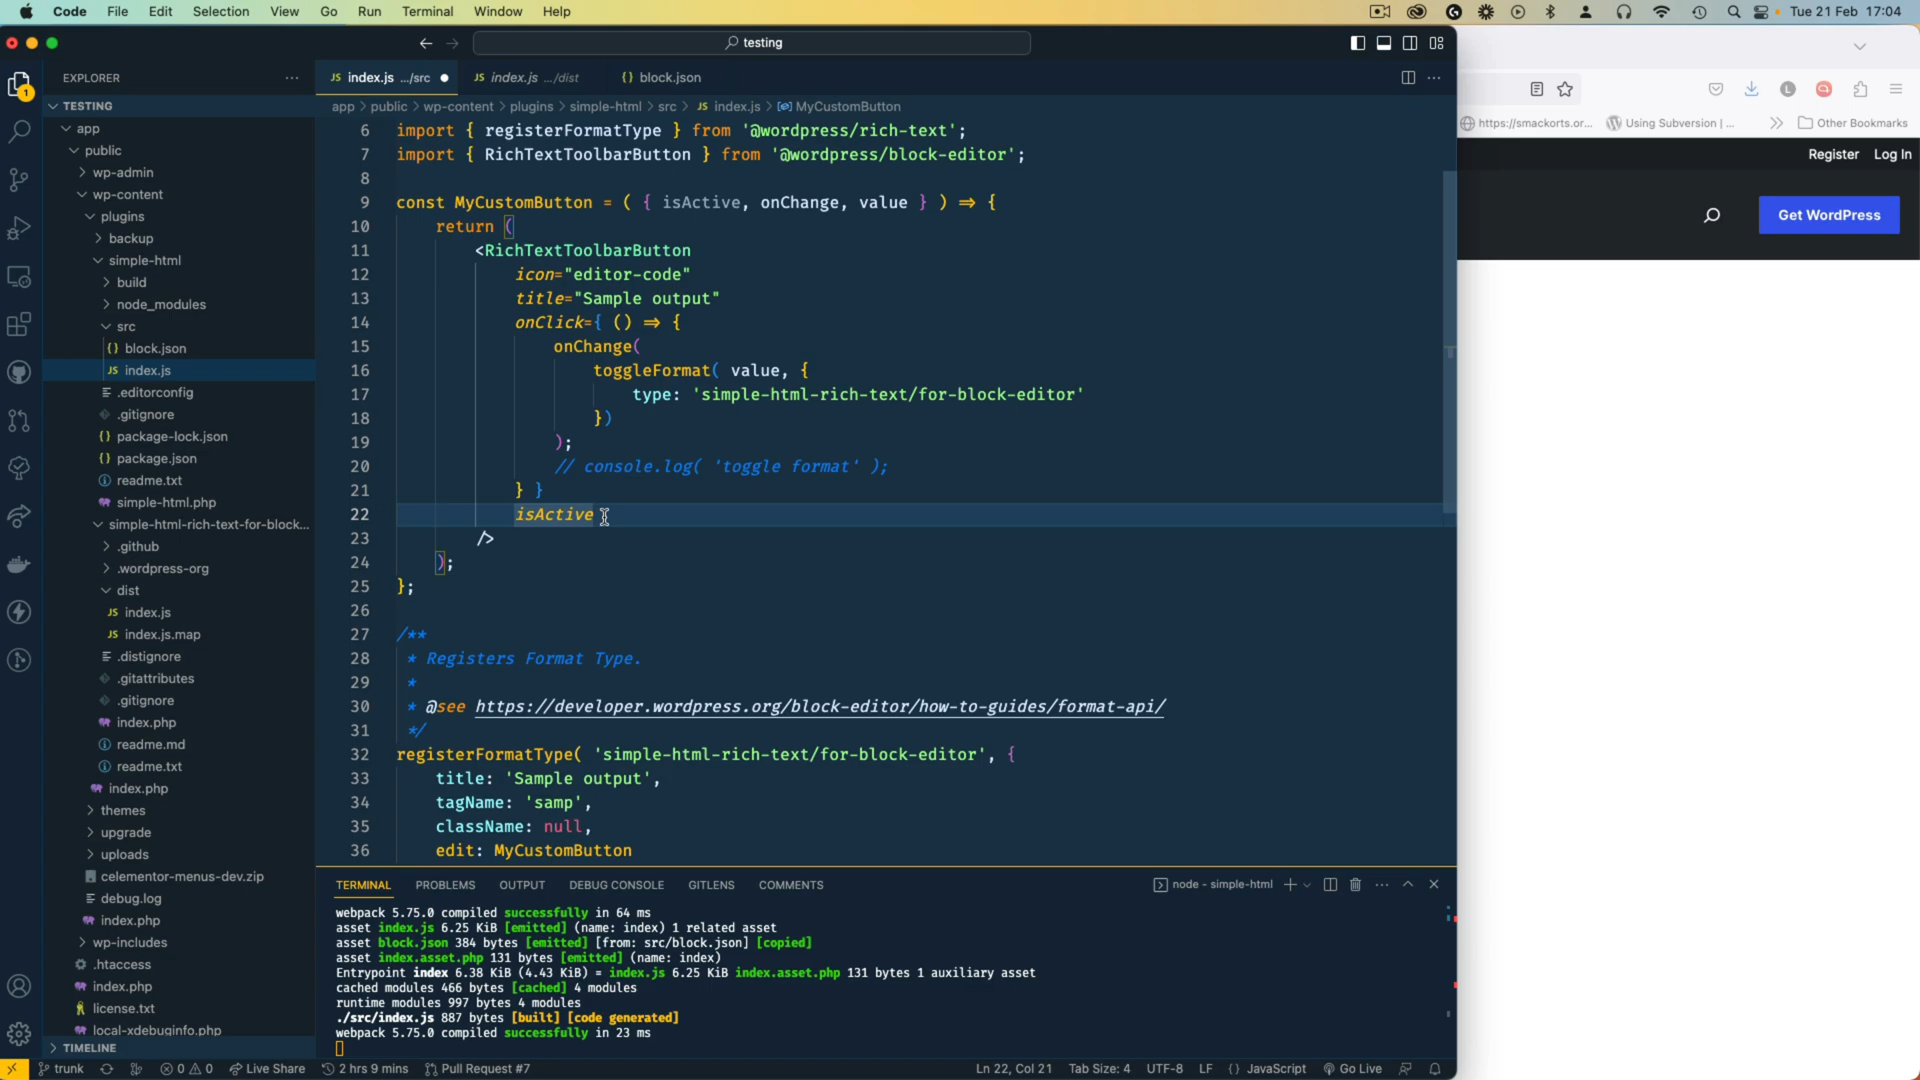 Code File Edit Selection View Go Run Terminal Window Help Tue 21 Feb 17:04
testing
EXPLORER
TESTING
app
public
wp-admin
wp-content
plugins
backup
simple-html
build
node_modules
src
block.json
index.js
.editorconfig
.gitignore
package-lock.json
package.json
readme.txt
simple-html.php
simple-html-rich-text-for-block...
.github
.wordpress-org
dist
index.js
index.js.map
.distignore
.gitattributes
.gitignore
index.php
readme.md
readme.txt
index.php
themes
upgrade
uploads
celementor-menus-dev.zip
debug.log
index.php
wp-includes
.htaccess
index.php
license.txt
local-xdebuginfo.php
TIMELINE
JS index.js .../src JS index.js .../dist {} block.json
app > public > wp-content > plugins > simple-html > src > JS index.js > MyCustomButton
6 import { registerFormatType } from '@wordpress/rich-text';
7 import { RichTextToolbarButton } from '@wordpress/block-editor';
8
9 const MyCustomButton = ( { isActive, onChange, value } ) => {
10 return (
11 <RichTextToolbarButton
12 icon="editor-code"
13 title="Sample output"
14 onClick={ () => {
15 onChange(
16 toggleFormat( value, {
17 type: 'simple-html-rich-text/for-block-editor'
18 })
19 );
20 // console.log( 'toggle format' );
21 } }
22 isActive
23 />
24 );
25 };
26
27 /**
28 * Registers Format Type.
29 *
30 * @see https://developer.wordpress.org/block-editor/how-to-guides/format-api/
31 */
32 registerFormatType( 'simple-html-rich-text/for-block-editor', {
33 title: 'Sample output',
34 tagName: 'samp',
35 className: null,
36 edit: MyCustomButton
TERMINAL PROBLEMS OUTPUT DEBUG CONSOLE GITLENS COMMENTS node - simple-html
webpack 5.75.0 compiled successfully in 64 ms
asset index.js 6.25 KiB [emitted] (name: index) 1 related asset
asset block.json 384 bytes [emitted] [from: src/block.json] [copied]
asset index.asset.php 131 bytes [emitted] (name: index)
Entrypoint index 6.38 KiB (4.43 KiB) = index.js 6.25 KiB index.asset.php 131 bytes 1 auxiliary asset
cached modules 466 bytes [cached] 4 modules
runtime modules 997 bytes 4 modules
./src/index.js 887 bytes [built] [code generated]
webpack 5.75.0 compiled successfully in 23 ms
trunk 0 0 Live Share 2 hrs 9 mins Pull Request #7 Ln 22, Col 21 Tab Size: 4 UTF-8 LF {} JavaScript Go Live
https://smackorts.or... Using Subversion | ... Other Bookmarks
Register Log In
Get WordPress